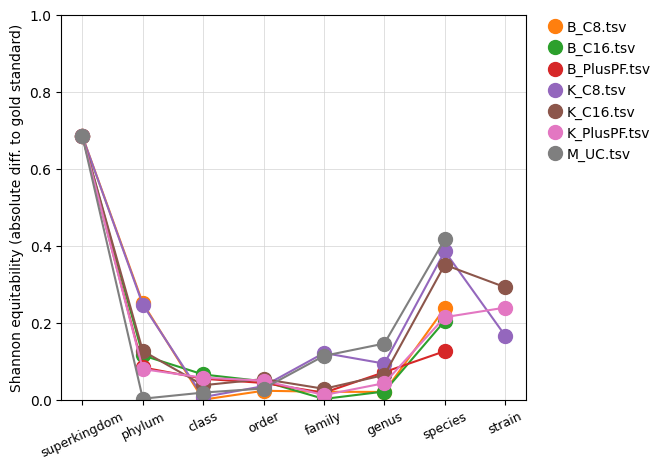 Shannon equitability (absolute diff. to gold standard)
1.0
0.8
0.6
0.4
0.2
0.0
superkingdom
phylum
class
order
family
genus
species
strain
B_C8.tsv
B_C16.tsv
B_PlusPF.tsv
K_C8.tsv
K_C16.tsv
K_PlusPF.tsv
M_UC.tsv